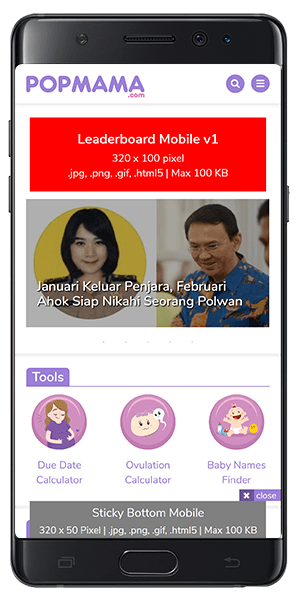 POPMAMA
.com
Leaderboard Mobile v1
320 x 100 pixel
.jpg, .png, .gif, .html5 | Max 100 KB
Januari Keluar Penjara, Februari
Ahok Siap Nikahi Seorang Polwan
Tools
Due Date
Calculator
Ovulation
Calculator
Baby Names
Finder
✖ close
Sticky Bottom Mobile
320 x 50 Pixel | .jpg, .png, .gif, .html5 | Max 100 KB